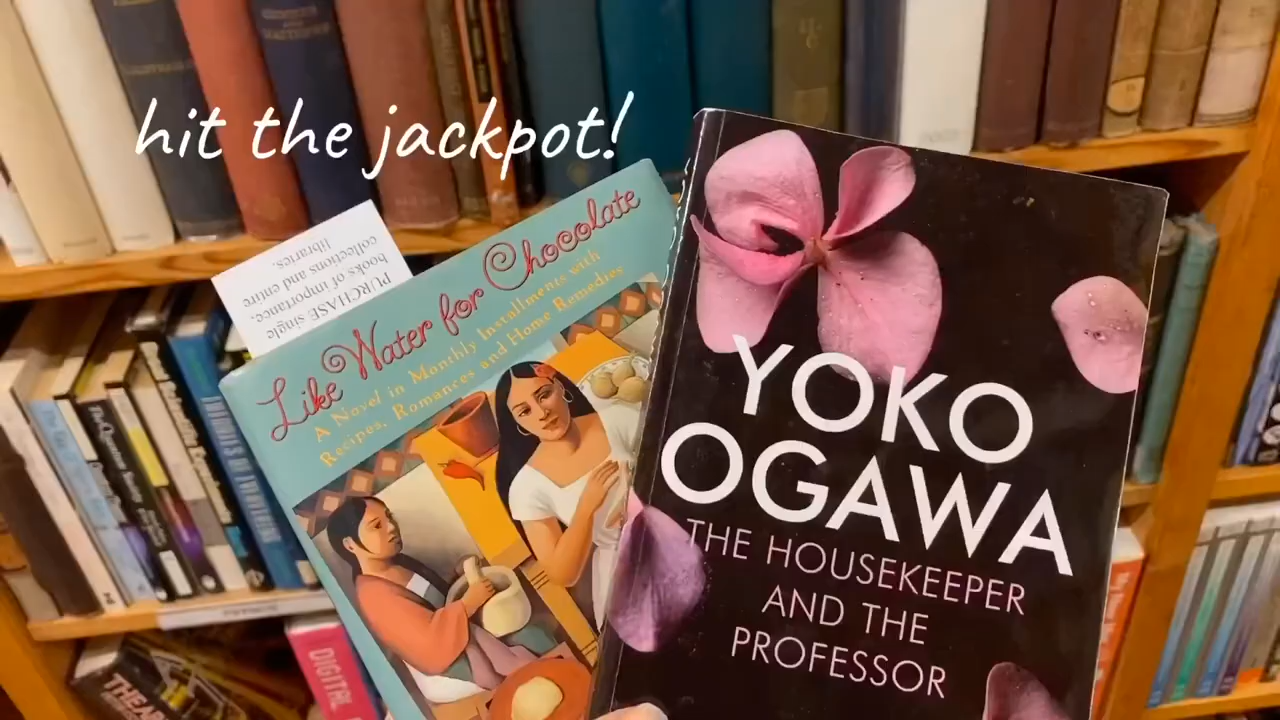 hit the jackpot!
PURCHASE single
books of importance,
collections and entire
libraries.
Like Water for Chocolate
A Novel in Monthly Installments with
Recipes, Romances and Home Remedies
YOKO
OGAWA
THE HOUSEKEEPER
AND THE
PROFESSOR
DIGITAL